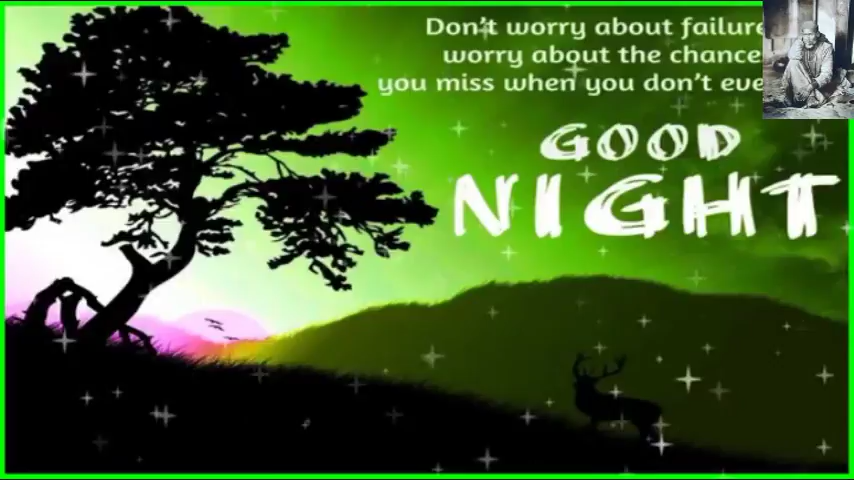 Don't worry about failure
worry about the chance
you miss when you don't eve
GOOD
NIGHT